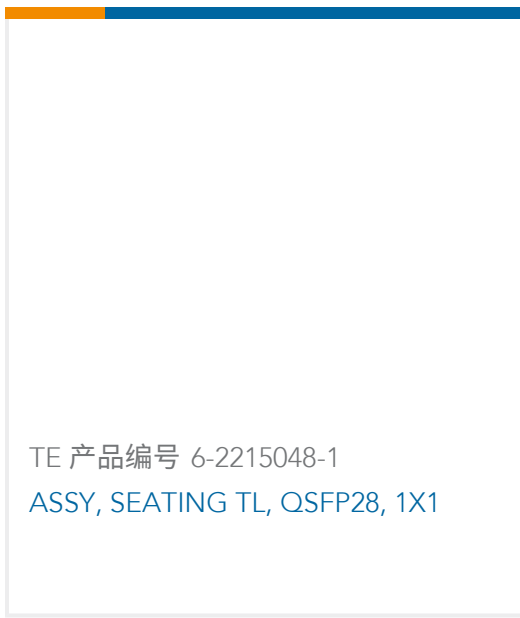 TE 产品编号 6-2215048-1
ASSY, SEATING TL, QSFP28, 1X1